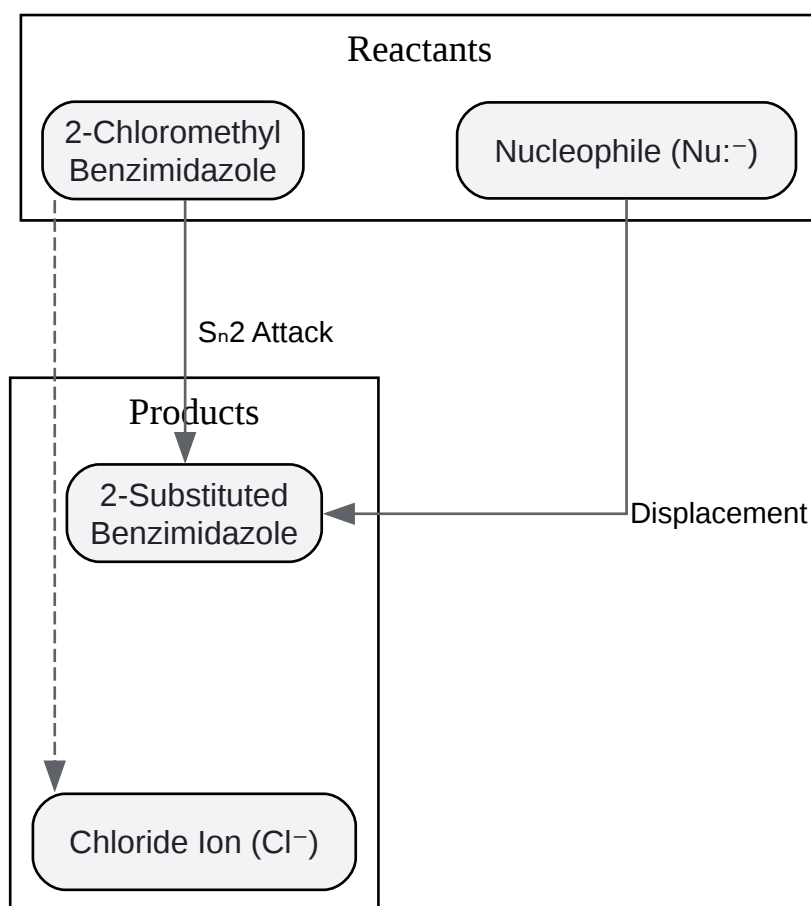 Reactants
2-Chloromethyl
Benzimidazole
Nucleophile (Nu:⁻)
Sₙ2 Attack
Products
2-Substituted
Benzimidazole
Displacement
Chloride Ion (Cl⁻)